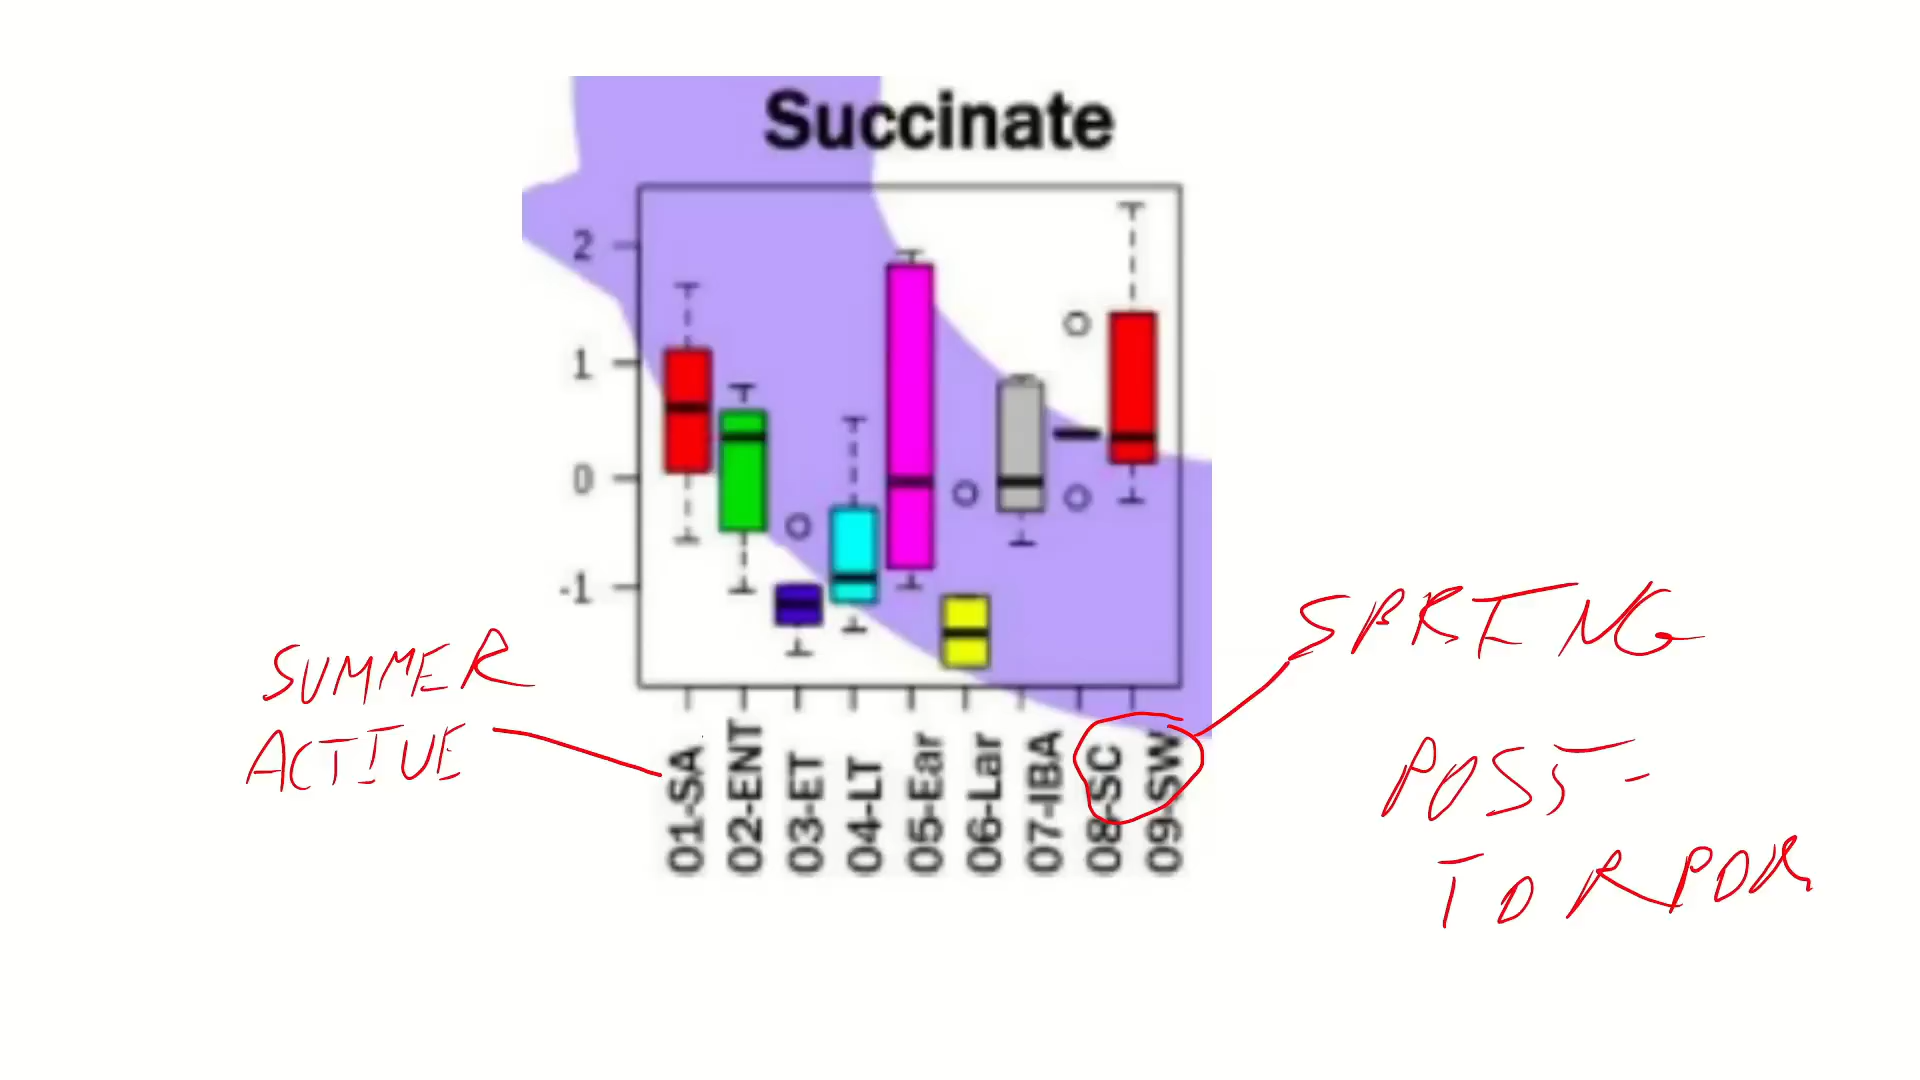 Succinate
2
1
0
-1
01-SA
02-ENT
03-ET
04-LT
05-Ear
06-Lar
07-IBA
08-SC
09-SW
SUMMER
ACTIVE
SPRING
POST-
TORPOR